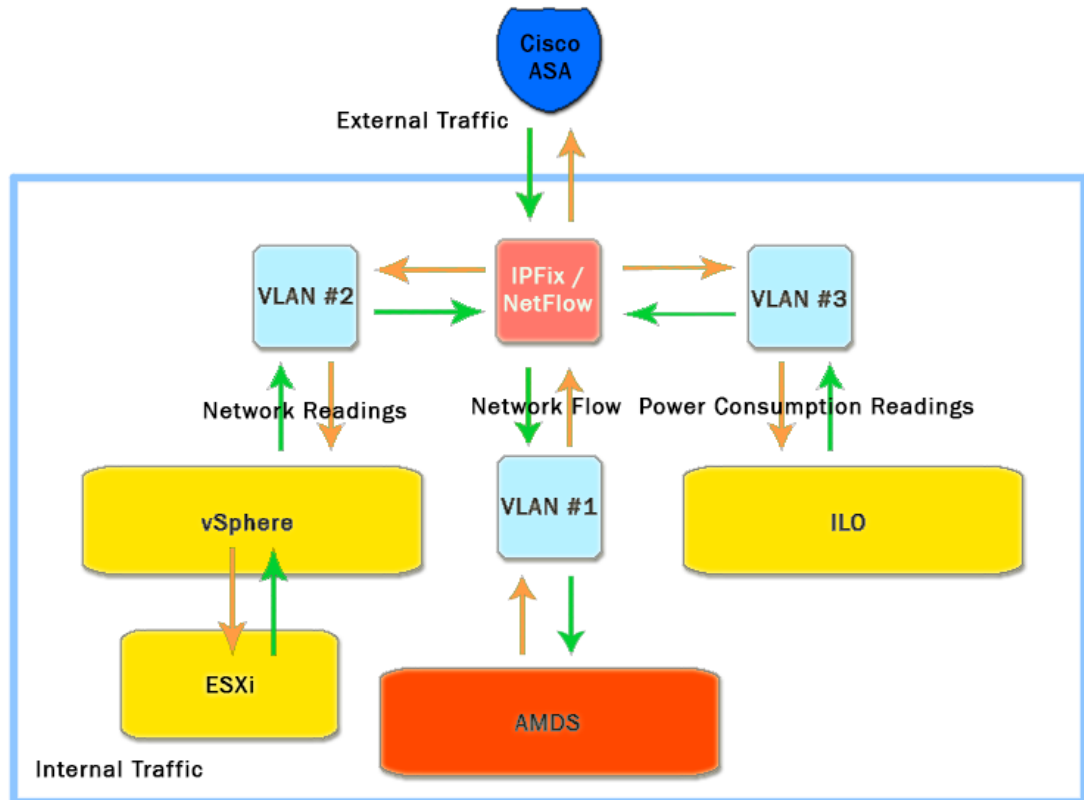 Cisco
ASA
External Traffic
VLAN #2
IPFix /
NetFlow
VLAN #3
Network Readings
Network Flow
Power Consumption Readings
vSphere
VLAN #1
ILO
ESXi
AMDS
Internal Traffic